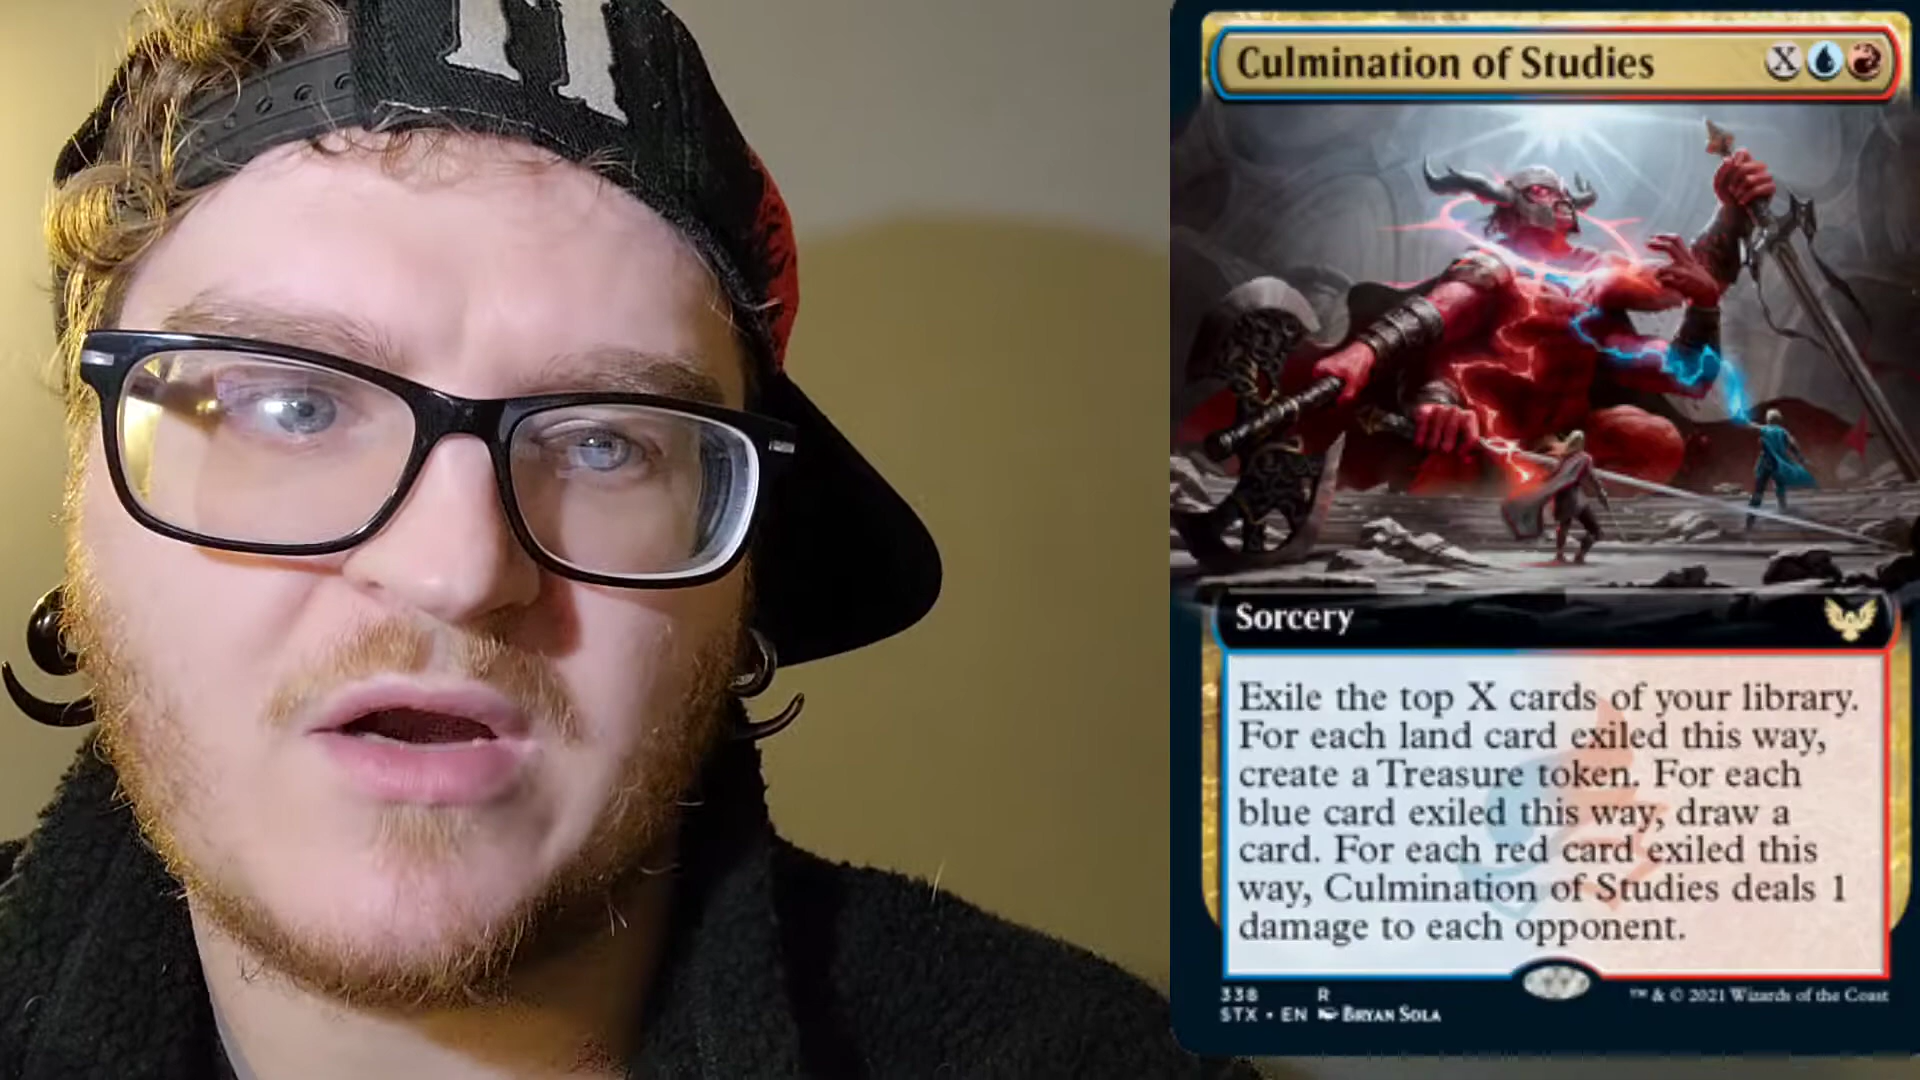 Culmination of Studies X
Sorcery
Exile the top X cards of your library.
For each land card exiled this way,
create a Treasure token. For each
blue card exiled this way, draw a
card. For each red card exiled this
way, Culmination of Studies deals 1
damage to each opponent.
338 R
STX • EN BRYAN SOLA
™ & © 2021 Wizards of the Coast